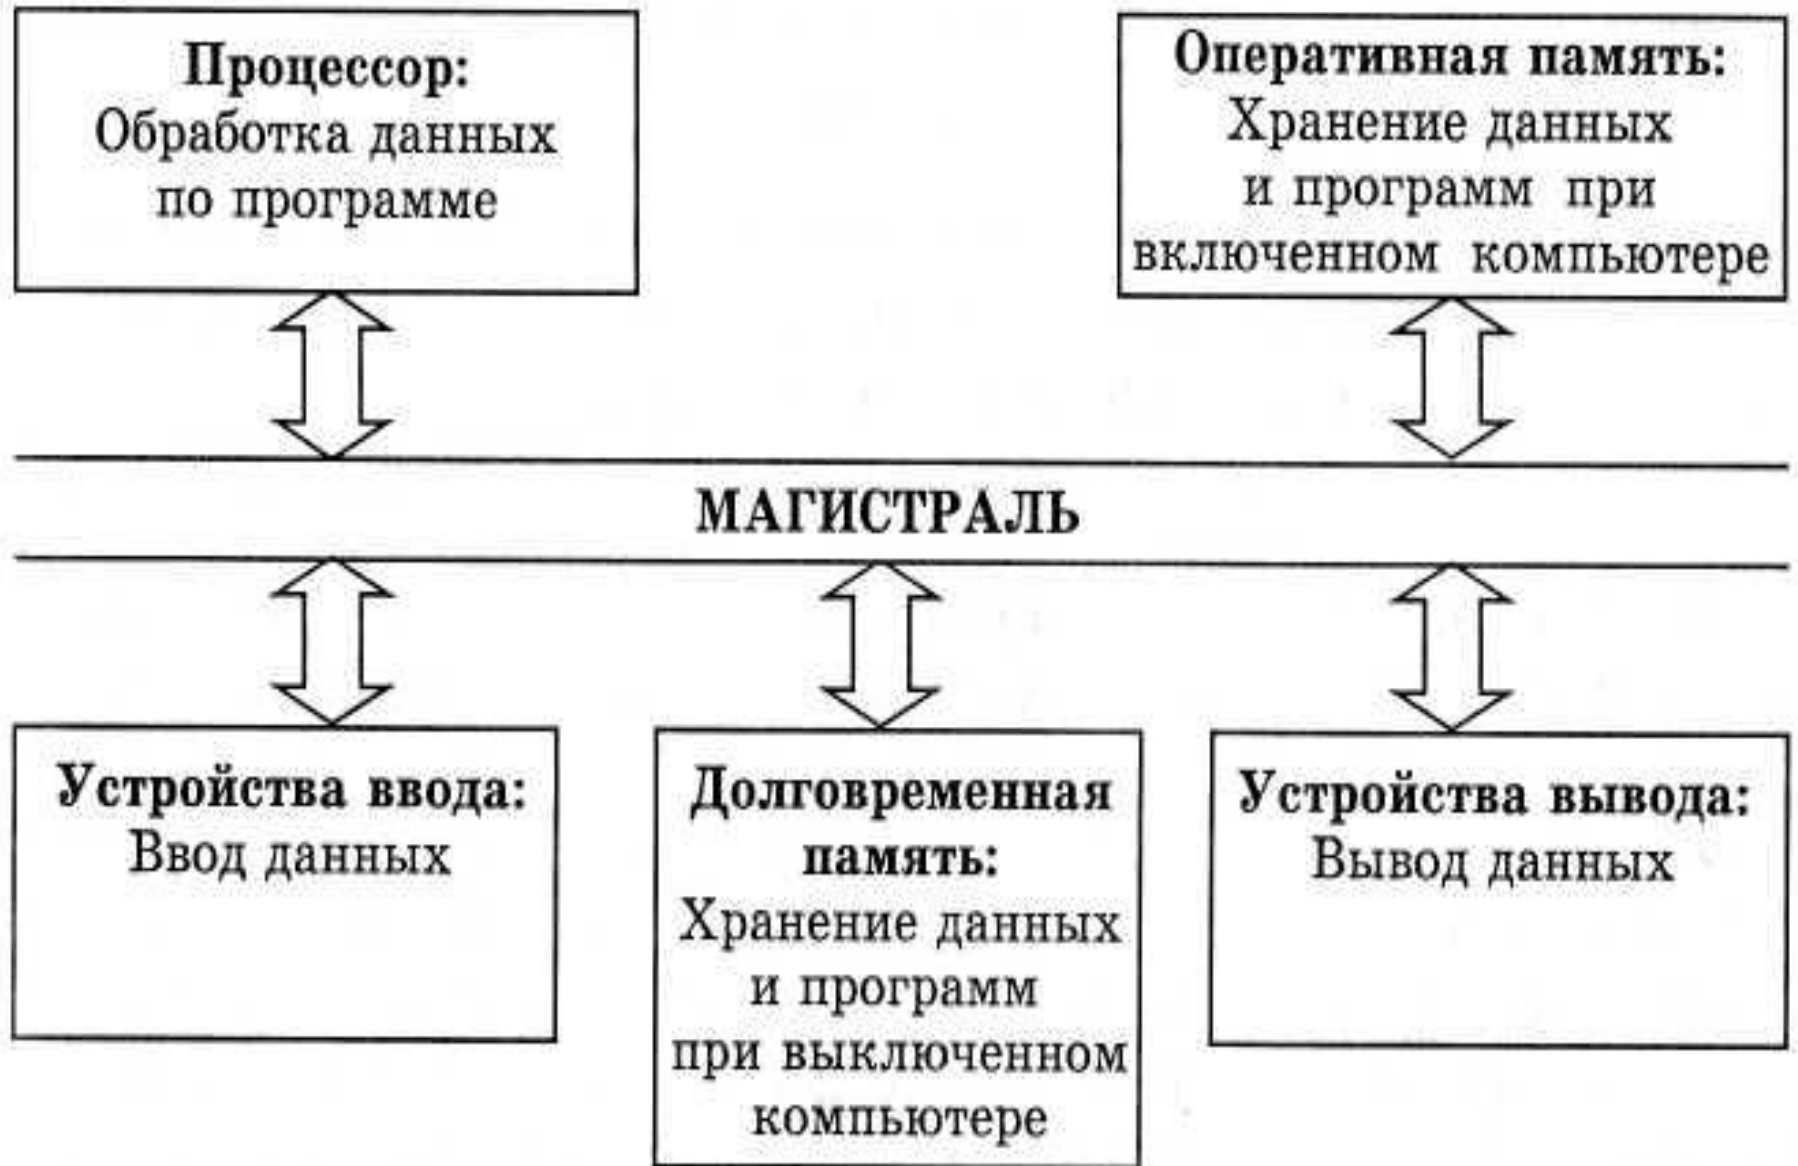 Процессор:
Обработка данных
по программе
Оперативная память:
Хранение данных
и программ при
включенном компьютере
МАГИСТРАЛЬ
Устройства ввода:
Ввод данных
Долговременная
память:
Хранение данных
и программ
при выключенном
компьютере
Устройства вывода:
Вывод данных